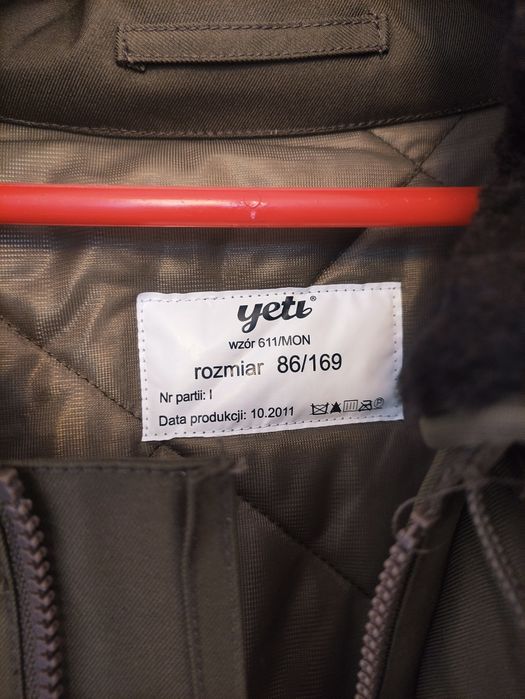 yeti®
wzór 611/MON
rozmiar 86/169
Nr partii: I
Data produkcji: 10.2011